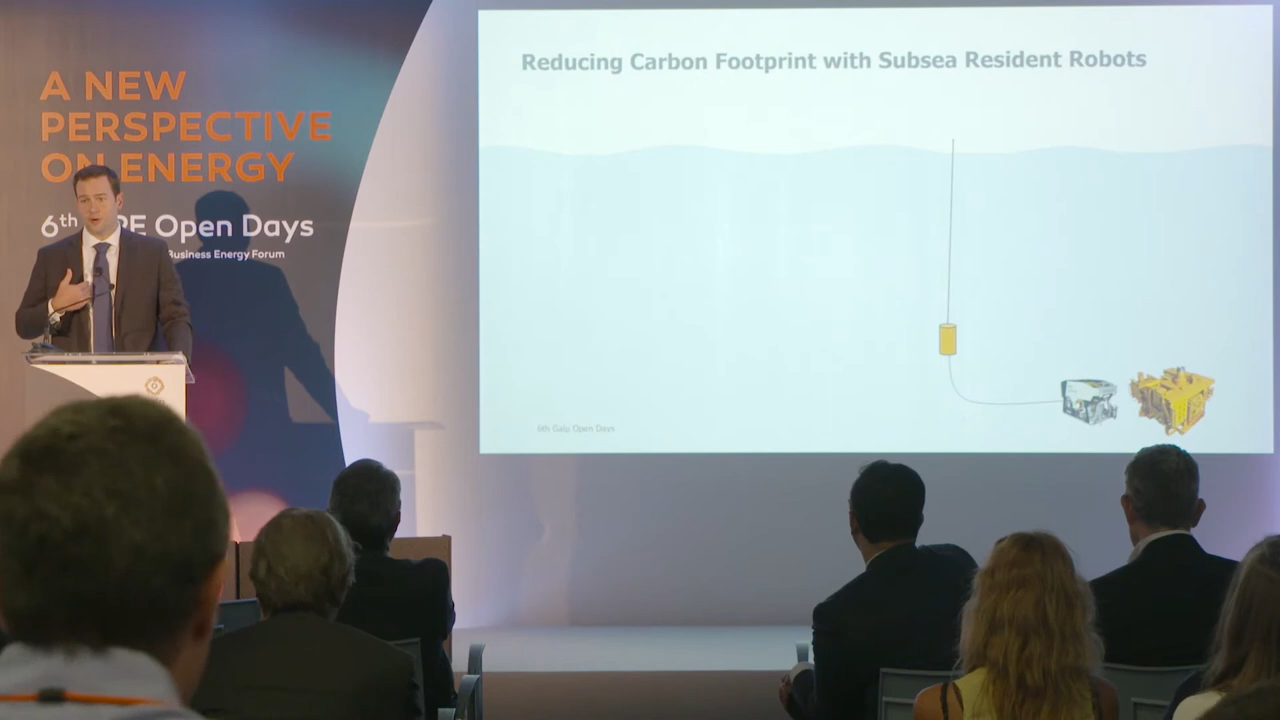 A NEW
PERSPECTIVE
ON ENERGY
6th PE Open Days
Business Energy Forum
Reducing Carbon Footprint with Subsea Resident Robots
6th Galp Open Days